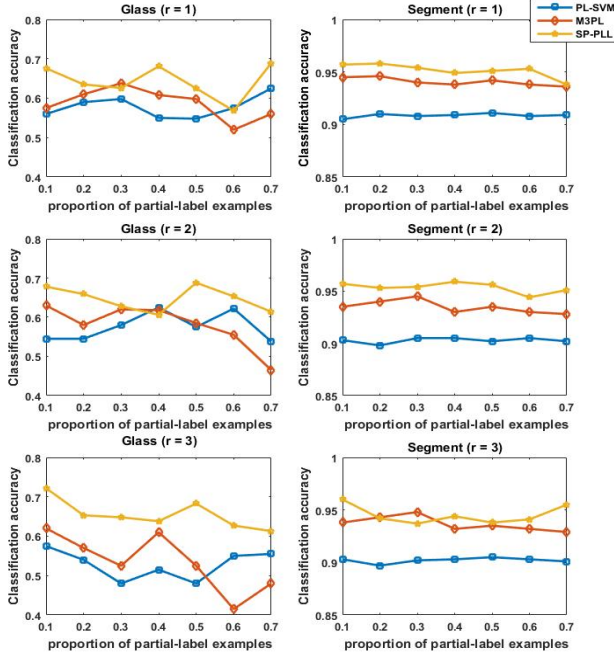 Glass (r = 1)
Segment (r = 1)
PL-SVM
M3PL
SP-PLL
Classification accuracy
0.8
0.7
0.6
0.5
0.4
0.1 0.2 0.3 0.4 0.5 0.6 0.7
proportion of partial-label examples
Classification accuracy
1
0.95
0.9
0.85
0.1 0.2 0.3 0.4 0.5 0.6 0.7
proportion of partial-label examples
Glass (r = 2)
Segment (r = 2)
Classification accuracy
0.8
0.7
0.6
0.5
0.4
0.1 0.2 0.3 0.4 0.5 0.6 0.7
proportion of partial-label examples
Classification accuracy
1
0.95
0.9
0.85
0.1 0.2 0.3 0.4 0.5 0.6 0.7
proportion of partial-label examples
Glass (r = 3)
Segment (r = 3)
Classification accuracy
0.8
0.7
0.6
0.5
0.4
0.1 0.2 0.3 0.4 0.5 0.6 0.7
proportion of partial-label examples
Classification accuracy
1
0.95
0.9
0.85
0.1 0.2 0.3 0.4 0.5 0.6 0.7
proportion of partial-label examples